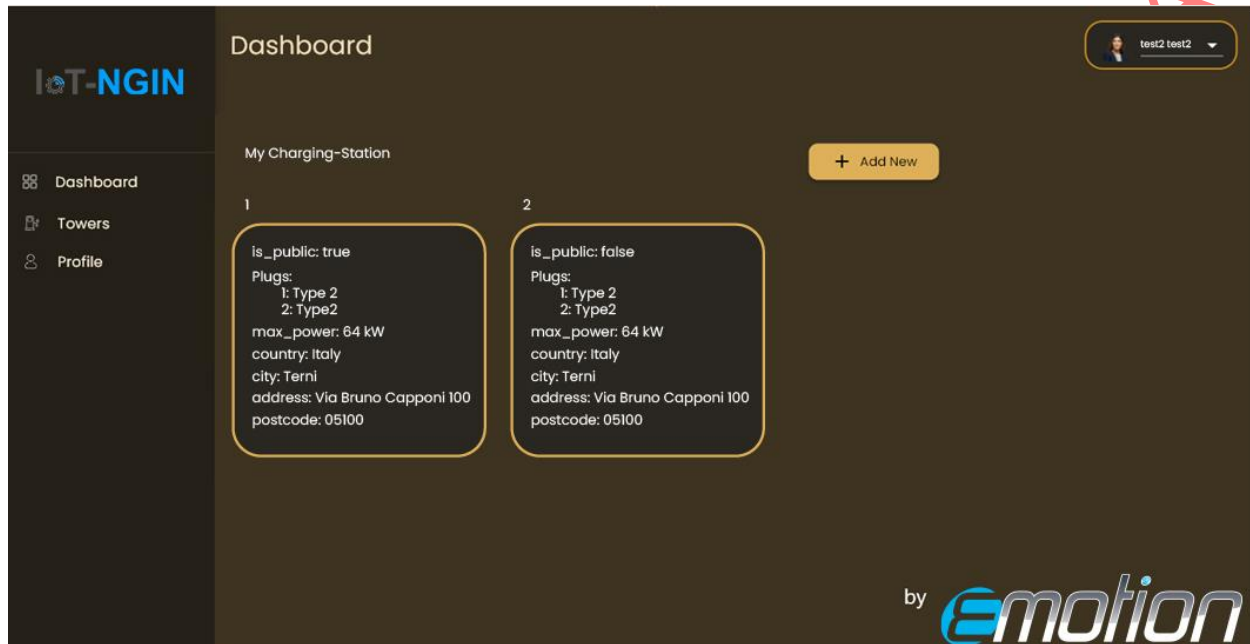 IoT-NGIN
Dashboard
test2 test2
Dashboard
Towers
Profile
My Charging-Station
+ Add New
1
is_public: true
Plugs:
1: Type 2
2: Type2
max_power: 64 kW
country: Italy
city: Terni
address: Via Bruno Capponi 100
postcode: 05100
2
is_public: false
Plugs:
1: Type 2
2: Type2
max_power: 64 kW
country: Italy
city: Terni
address: Via Bruno Capponi 100
postcode: 05100
by Emotion